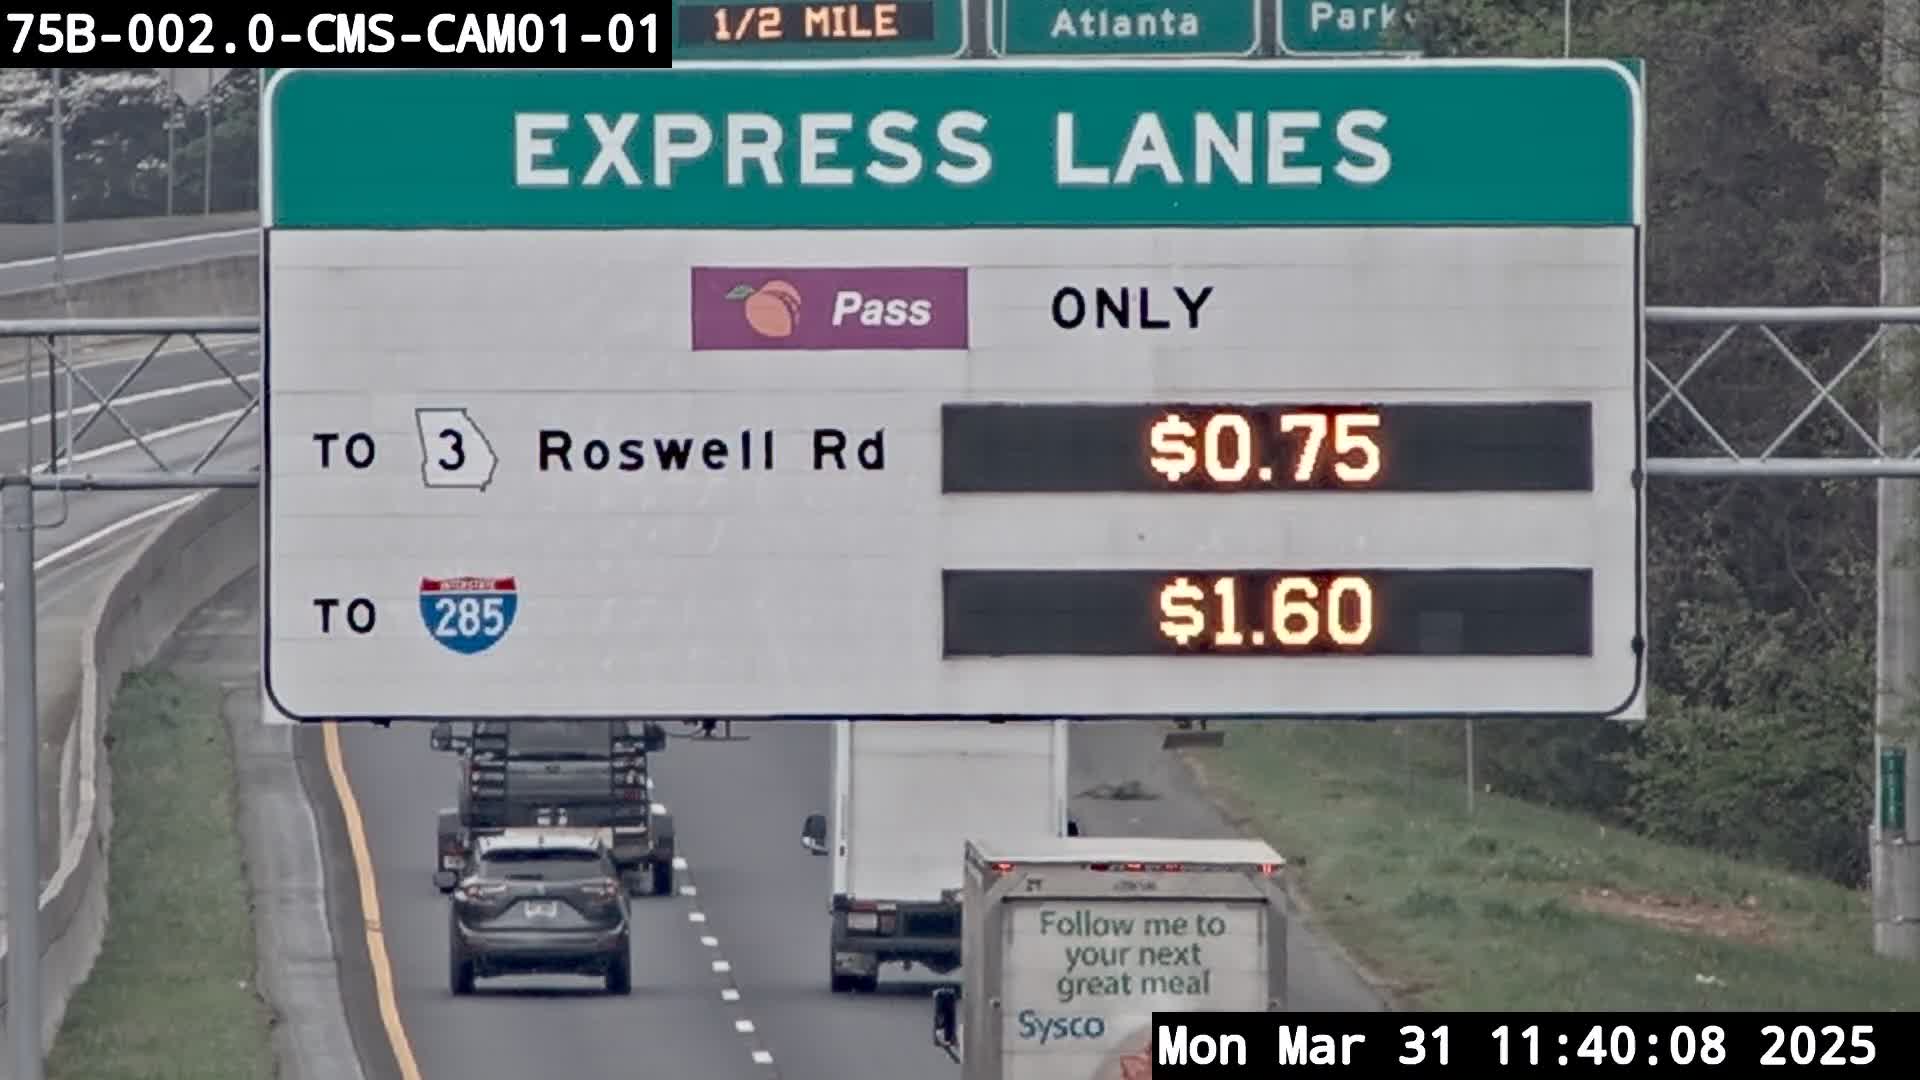 75B-002.0-CMS-CAM01-01
1/2 MILE
Atlanta
Park
EXPRESS LANES
Pass ONLY
TO 3 Roswell Rd $0.75
TO INTERSTATE 285 $1.60
Follow me to
your next
great meal
Sysco
Mon Mar 31 11:40:08 2025